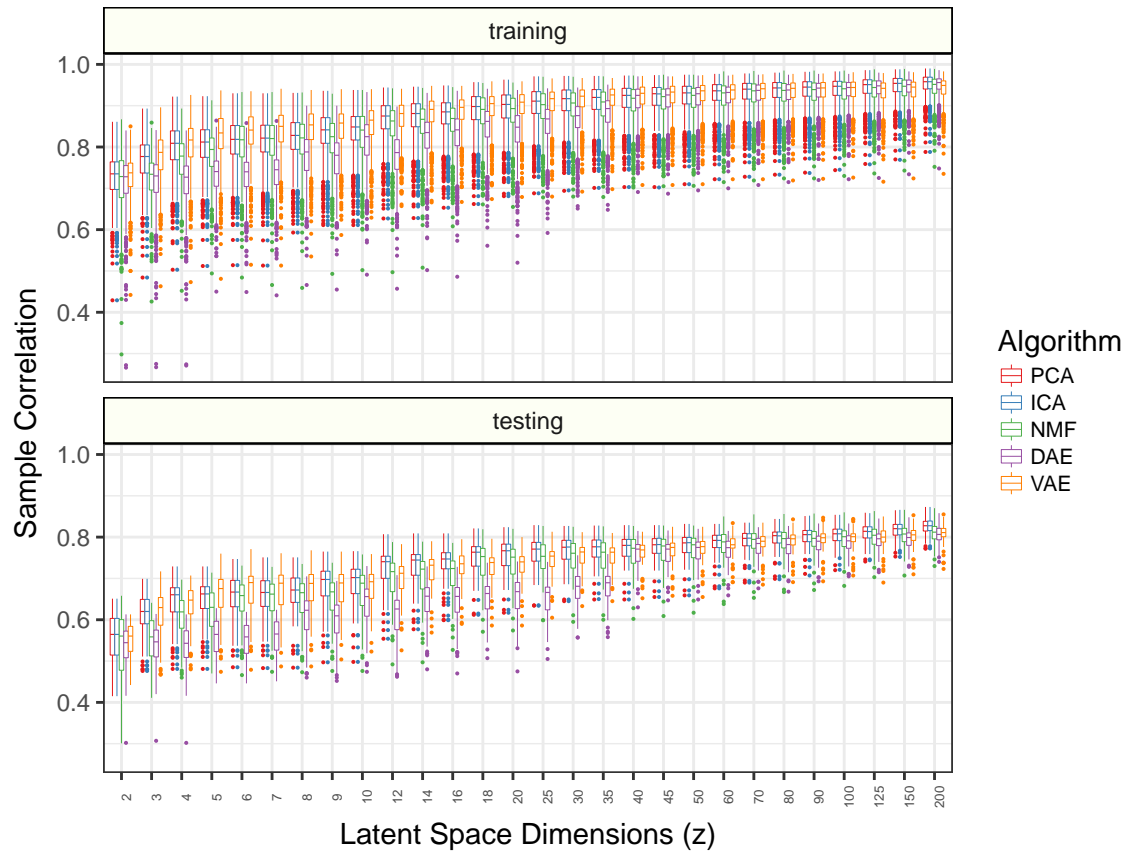 training
1.0
0.8
0.6
0.4
testing
1.0
0.8
0.6
0.4
Sample Correlation
2 3 4 5 6 7 8 9 10 12 14 16 18 20 25 30 35 40 45 50 60 70 80 90 100 125 150 200
Latent Space Dimensions (z)
Algorithm
PCA
ICA
NMF
DAE
VAE